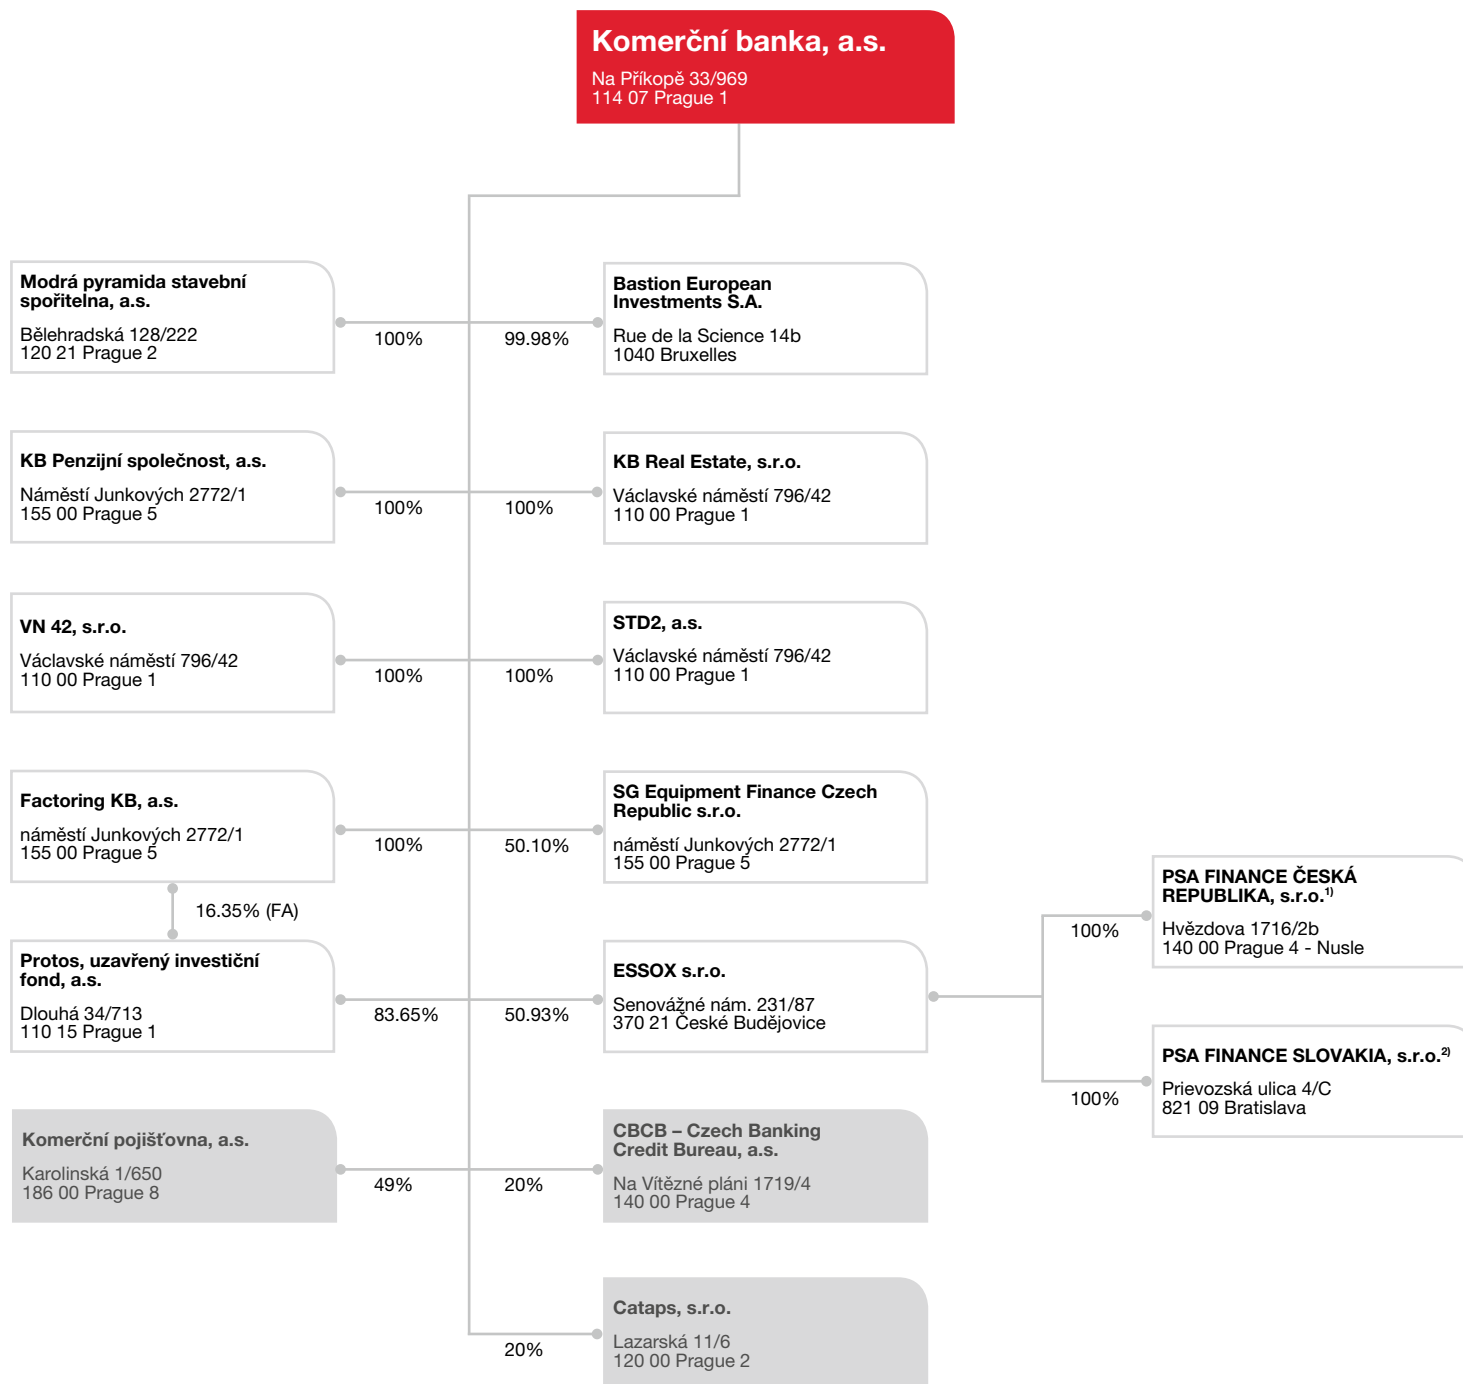 Komerční banka, a.s.
Na Příkopě 33/969
114 07 Prague 1
Modrá pyramida stavební
spořitelna, a.s.
Bělehradská 128/222
120 21 Prague 2
100%
99.98%
Bastion European
Investments S.A.
Rue de la Science 14b
1040 Bruxelles
KB Penzijní společnost, a.s.
Náměstí Junkových 2772/1
155 00 Prague 5
100%
100%
KB Real Estate, s.r.o.
Václavské náměstí 796/42
110 00 Prague 1
VN 42, s.r.o.
Václavské náměstí 796/42
110 00 Prague 1
100%
100%
STD2, a.s.
Václavské náměstí 796/42
110 00 Prague 1
Factoring KB, a.s.
náměstí Junkových 2772/1
155 00 Prague 5
100%
50.10%
SG Equipment Finance Czech
Republic s.r.o.
náměstí Junkových 2772/1
155 00 Prague 5
16.35% (FA)
Protos, uzavřený investiční
fond, a.s.
Dlouhá 34/713
110 15 Prague 1
83.65%
50.93%
ESSOX s.r.o.
Senovážné nám. 231/87
370 21 České Budějovice
100%
PSA FINANCE ČESKÁ
REPUBLIKA, s.r.o.1)
Hvězdova 1716/2b
140 00 Prague 4 - Nusle
100%
PSA FINANCE SLOVAKIA, s.r.o.2)
Prievozská ulica 4/C
821 09 Bratislava
Komerční pojišťovna, a.s.
Karolinská 1/650
186 00 Prague 8
49%
20%
CBCB – Czech Banking
Credit Bureau, a.s.
Na Vítězné pláni 1719/4
140 00 Prague 4
20%
Cataps, s.r.o.
Lazarská 11/6
120 00 Prague 2